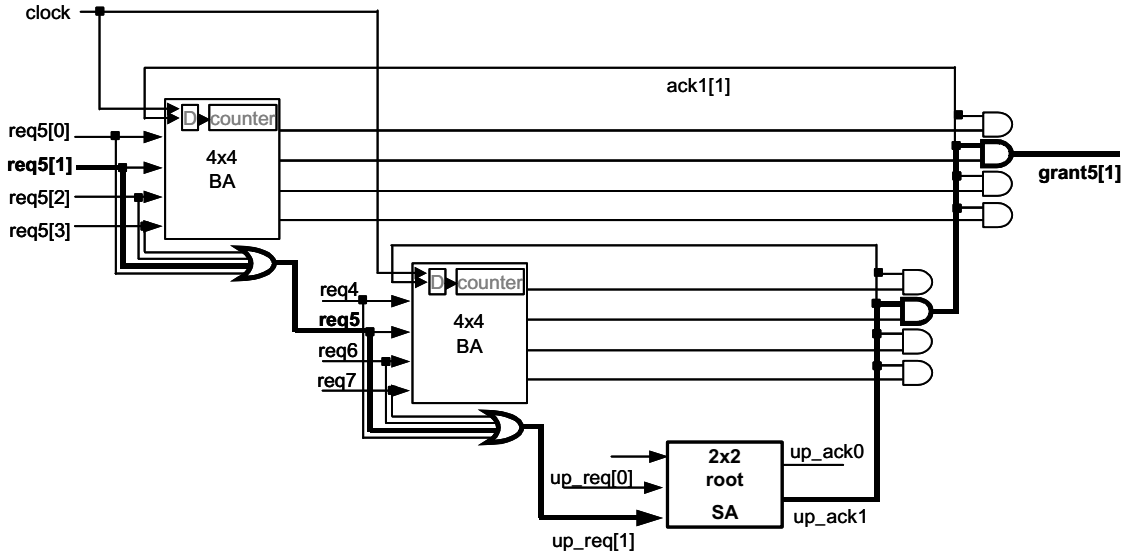 clock
ack1[1]
D counter
req5[0]
req5[1]
4x4
BA
grant5[1]
req5[2]
req5[3]
D counter
req4
req5
4x4
BA
req6
req7
2x2
root
SA
up_ack0
up_req[0]
up_ack1
up_req[1]